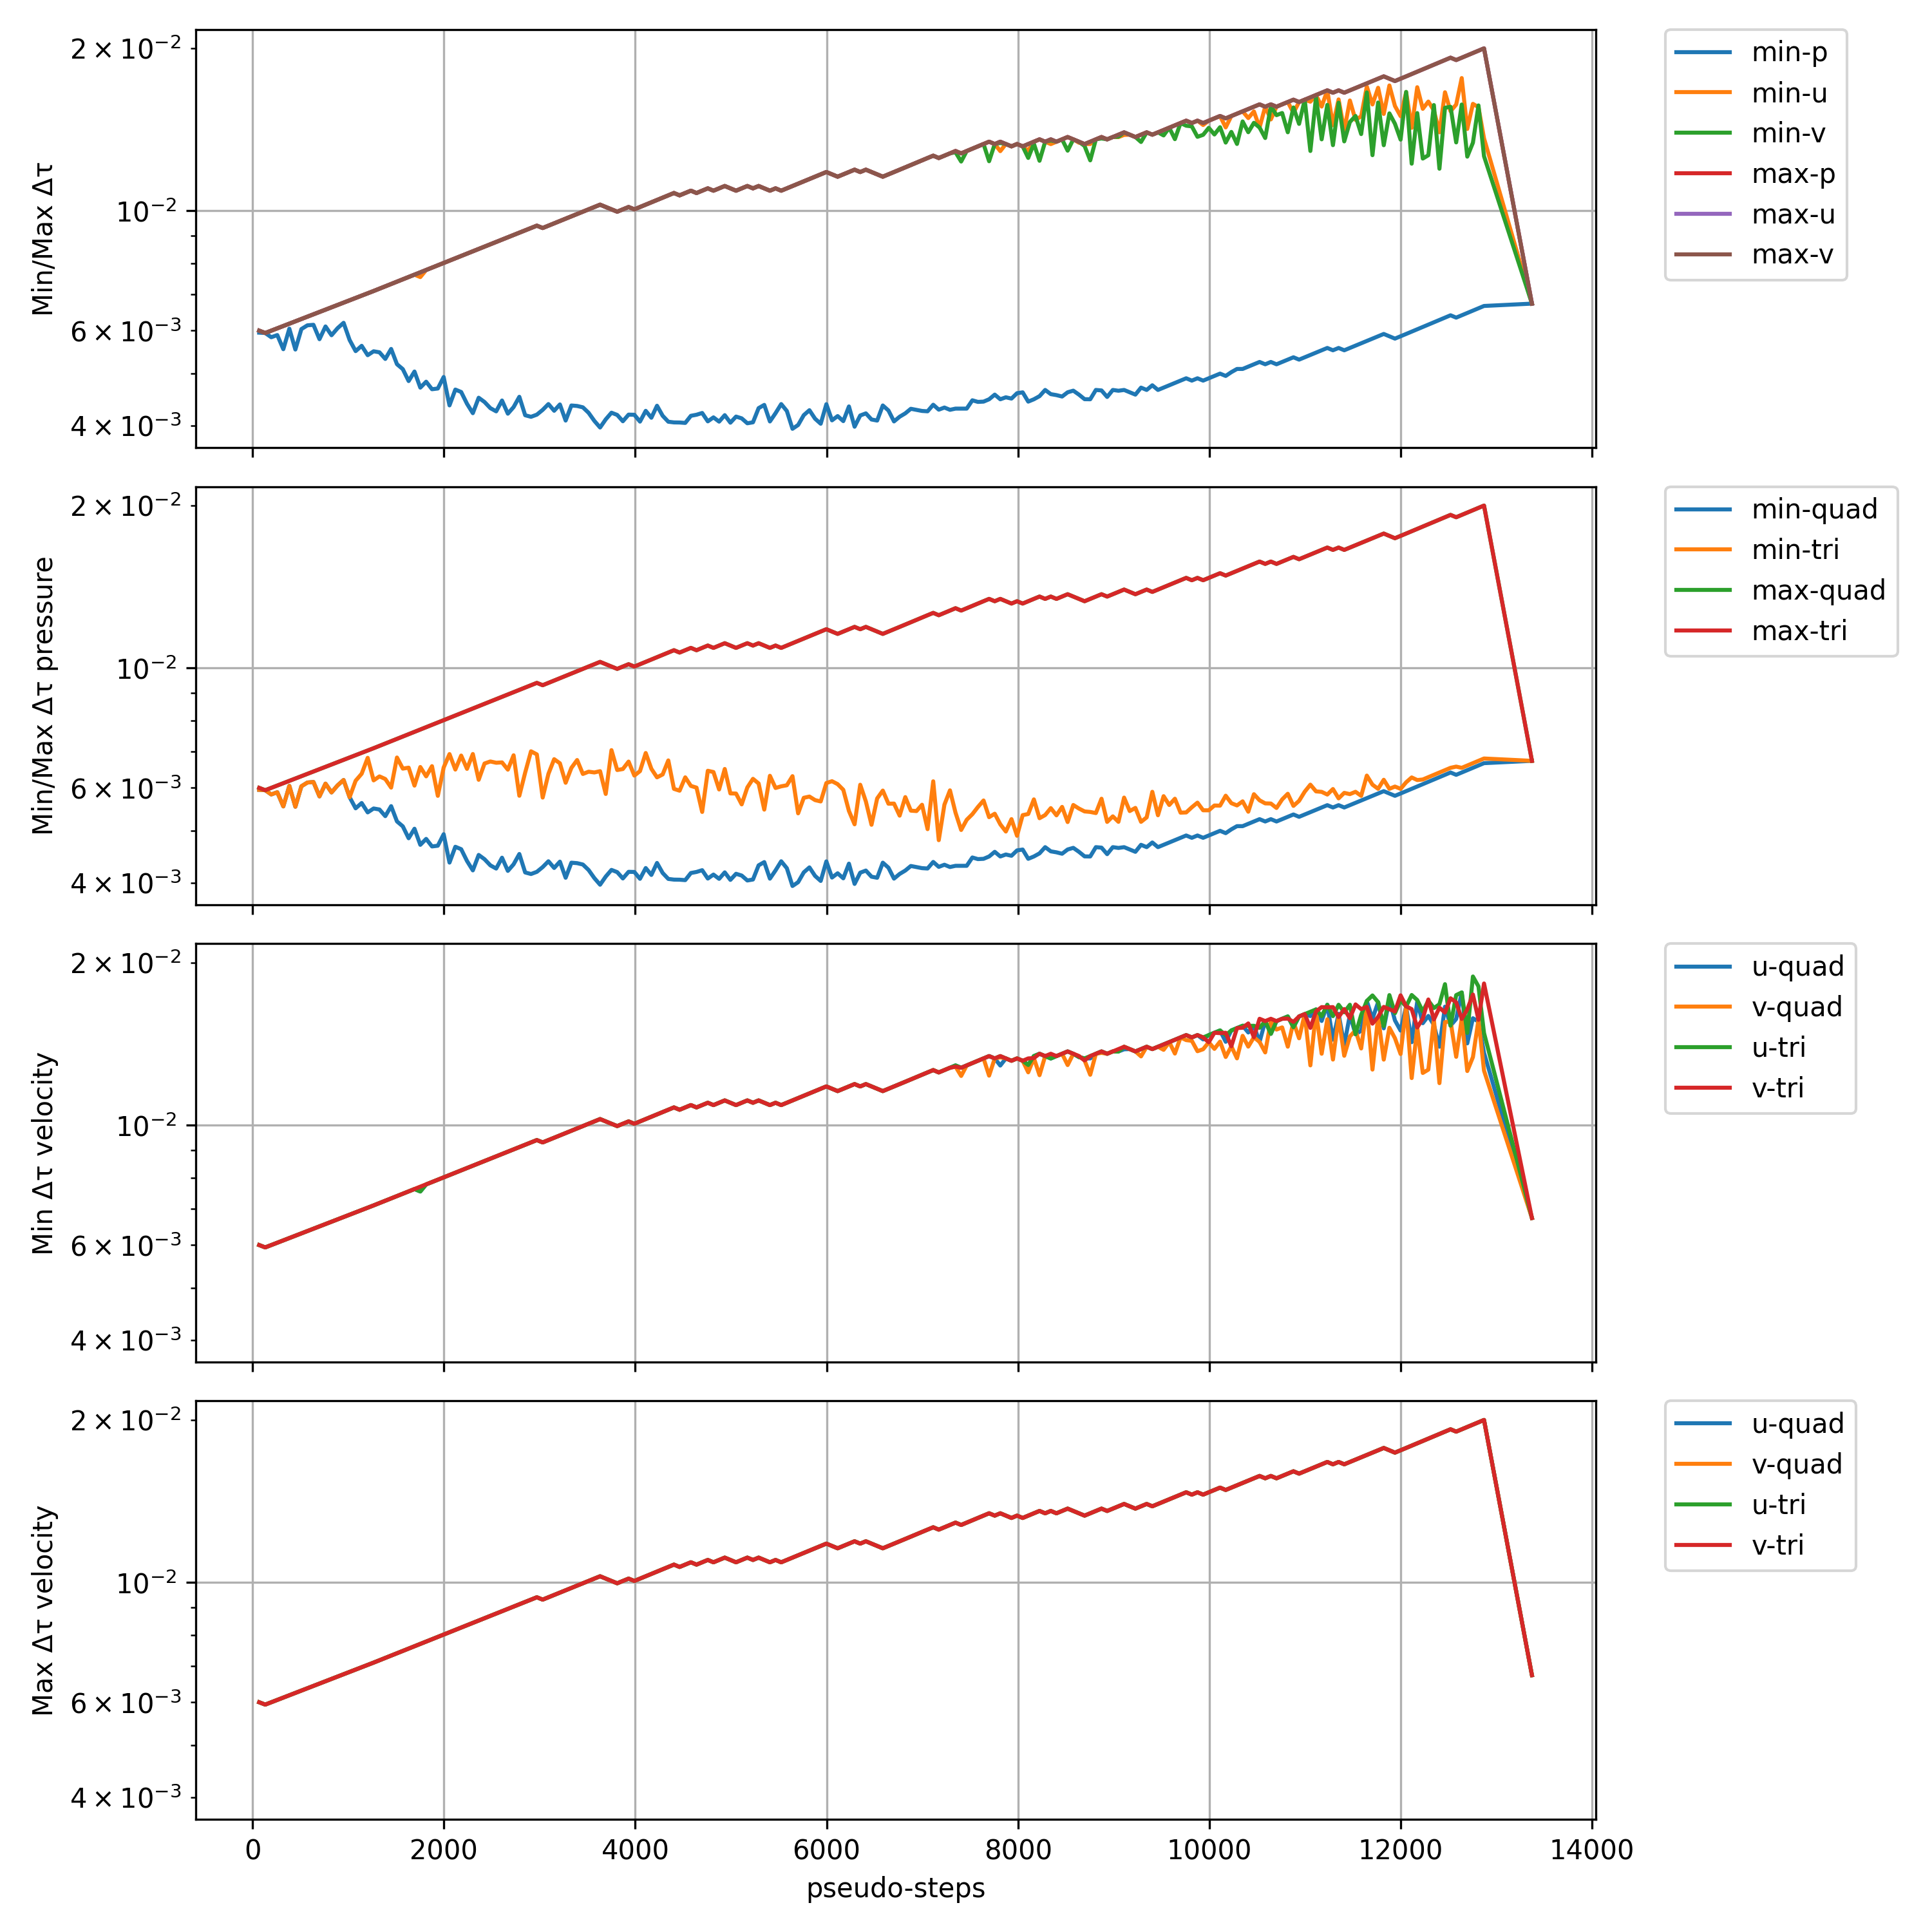 Min/Max Δτ
2 × 10⁻²
10⁻²
6 × 10⁻³
4 × 10⁻³
min-p
min-u
min-v
max-p
max-u
max-v
Min/Max Δτ pressure
2 × 10⁻²
10⁻²
6 × 10⁻³
4 × 10⁻³
min-quad
min-tri
max-quad
max-tri
Min Δτ velocity
2 × 10⁻²
10⁻²
6 × 10⁻³
4 × 10⁻³
u-quad
v-quad
u-tri
v-tri
Max Δτ velocity
2 × 10⁻²
10⁻²
6 × 10⁻³
4 × 10⁻³
u-quad
v-quad
u-tri
v-tri
0 2000 4000 6000 8000 10000 12000 14000
pseudo-steps